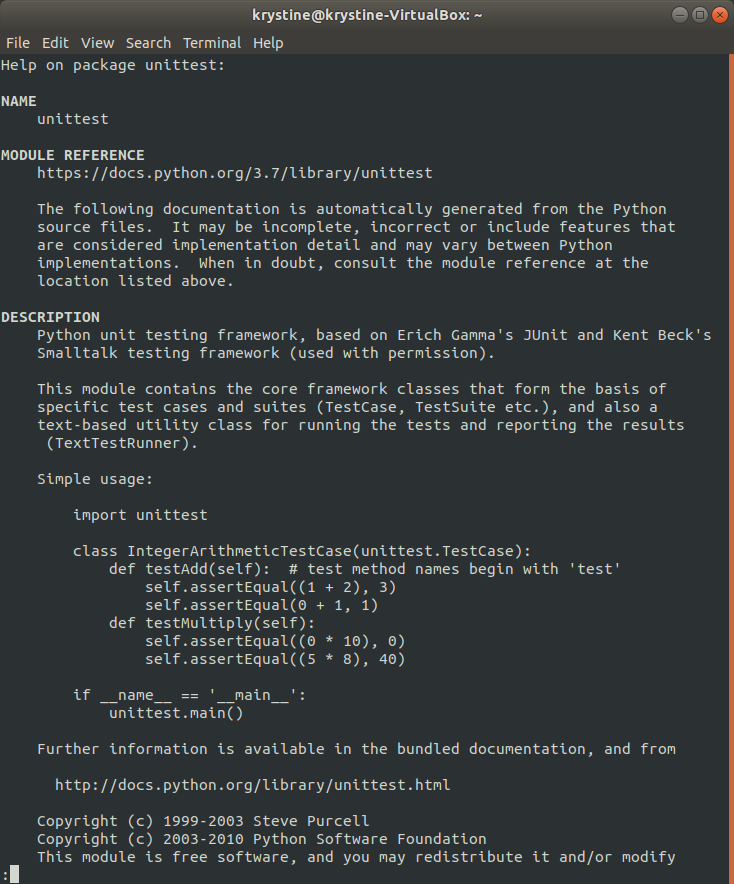 krystine@krystine-VirtualBox: ~
File Edit View Search Terminal Help
Help on package unittest:

NAME
    unittest

MODULE REFERENCE
    https://docs.python.org/3.7/library/unittest

    The following documentation is automatically generated from the Python
    source files.  It may be incomplete, incorrect or include features that
    are considered implementation detail and may vary between Python
    implementations.  When in doubt, consult the module reference at the
    location listed above.

DESCRIPTION
    Python unit testing framework, based on Erich Gamma's JUnit and Kent Beck's
    Smalltalk testing framework (used with permission).

    This module contains the core framework classes that form the basis of
    specific test cases and suites (TestCase, TestSuite etc.), and also a
    text-based utility class for running the tests and reporting the results
     (TextTestRunner).

    Simple usage:

        import unittest

        class IntegerArithmeticTestCase(unittest.TestCase):
            def testAdd(self):  # test method names begin with 'test'
                self.assertEqual((1 + 2), 3)
                self.assertEqual(0 + 1, 1)
            def testMultiply(self):
                self.assertEqual((0 * 10), 0)
                self.assertEqual((5 * 8), 40)

        if __name__ == '__main__':
            unittest.main()

    Further information is available in the bundled documentation, and from

      http://docs.python.org/library/unittest.html

    Copyright (c) 1999-2003 Steve Purcell
    Copyright (c) 2003-2010 Python Software Foundation
    This module is free software, and you may redistribute it and/or modify
: